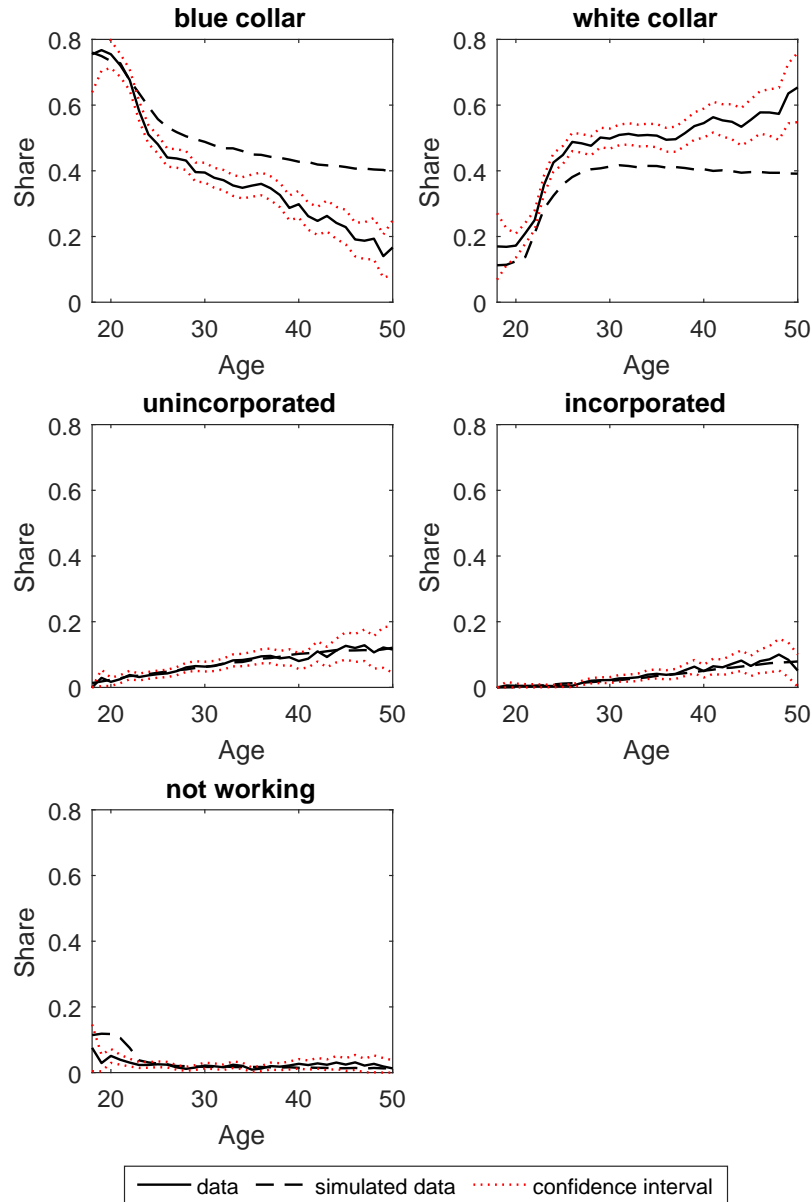 blue collar
0.8
0.6
0.4
0.2
0
Share
20 30 40 50
Age
white collar
0.8
0.6
0.4
0.2
0
Share
20 30 40 50
Age
unincorporated
0.8
0.6
0.4
0.2
0
Share
20 30 40 50
Age
incorporated
0.8
0.6
0.4
0.2
0
Share
20 30 40 50
Age
not working
0.8
0.6
0.4
0.2
0
Share
20 30 40 50
Age
data simulated data confidence interval